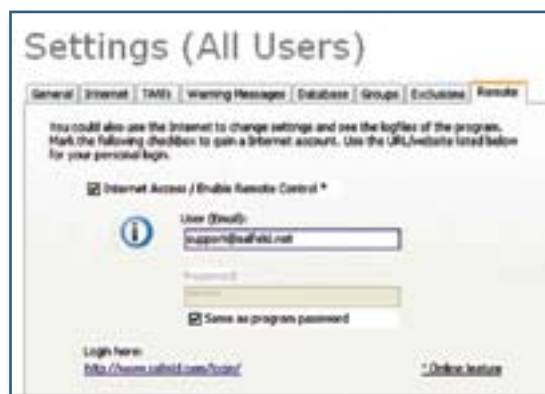 Settings (All Users)
General Internet TAN's Warning Messages Database Groups Exclusions Remote
You could also use the Internet to change settings and see the logfiles of the program.
Mark the following checkbox to gain a Internet account. Use the URL/website listed below
for your personal login.
Internet Access / Enable Remote Control *
User (Email):
support@salfeld.net
Password:
Same as program password
Login here:
http://www.salfeld.com/login/
* Online feature